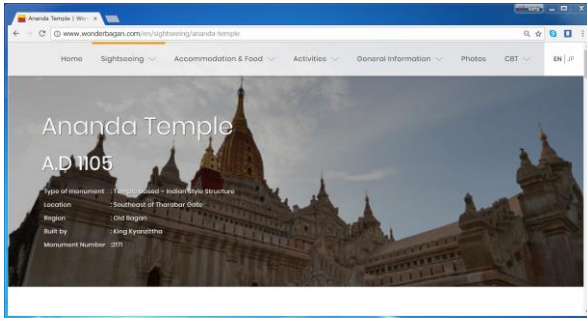 Ananda Temple | Won
www.wonderbagan.com/en/sightseeing/ananda-temple
Home Sightseeing Accommodation & Food Activities General Information Photos CBT EN | JP
Ananda Temple
A.D 1105
Type of monument : Temple based – Indian Style Structure
Location : Southeast of Tharabar Gate
Region : Old Bagan
Built by : King Kyanzittha
Monument Number :2171